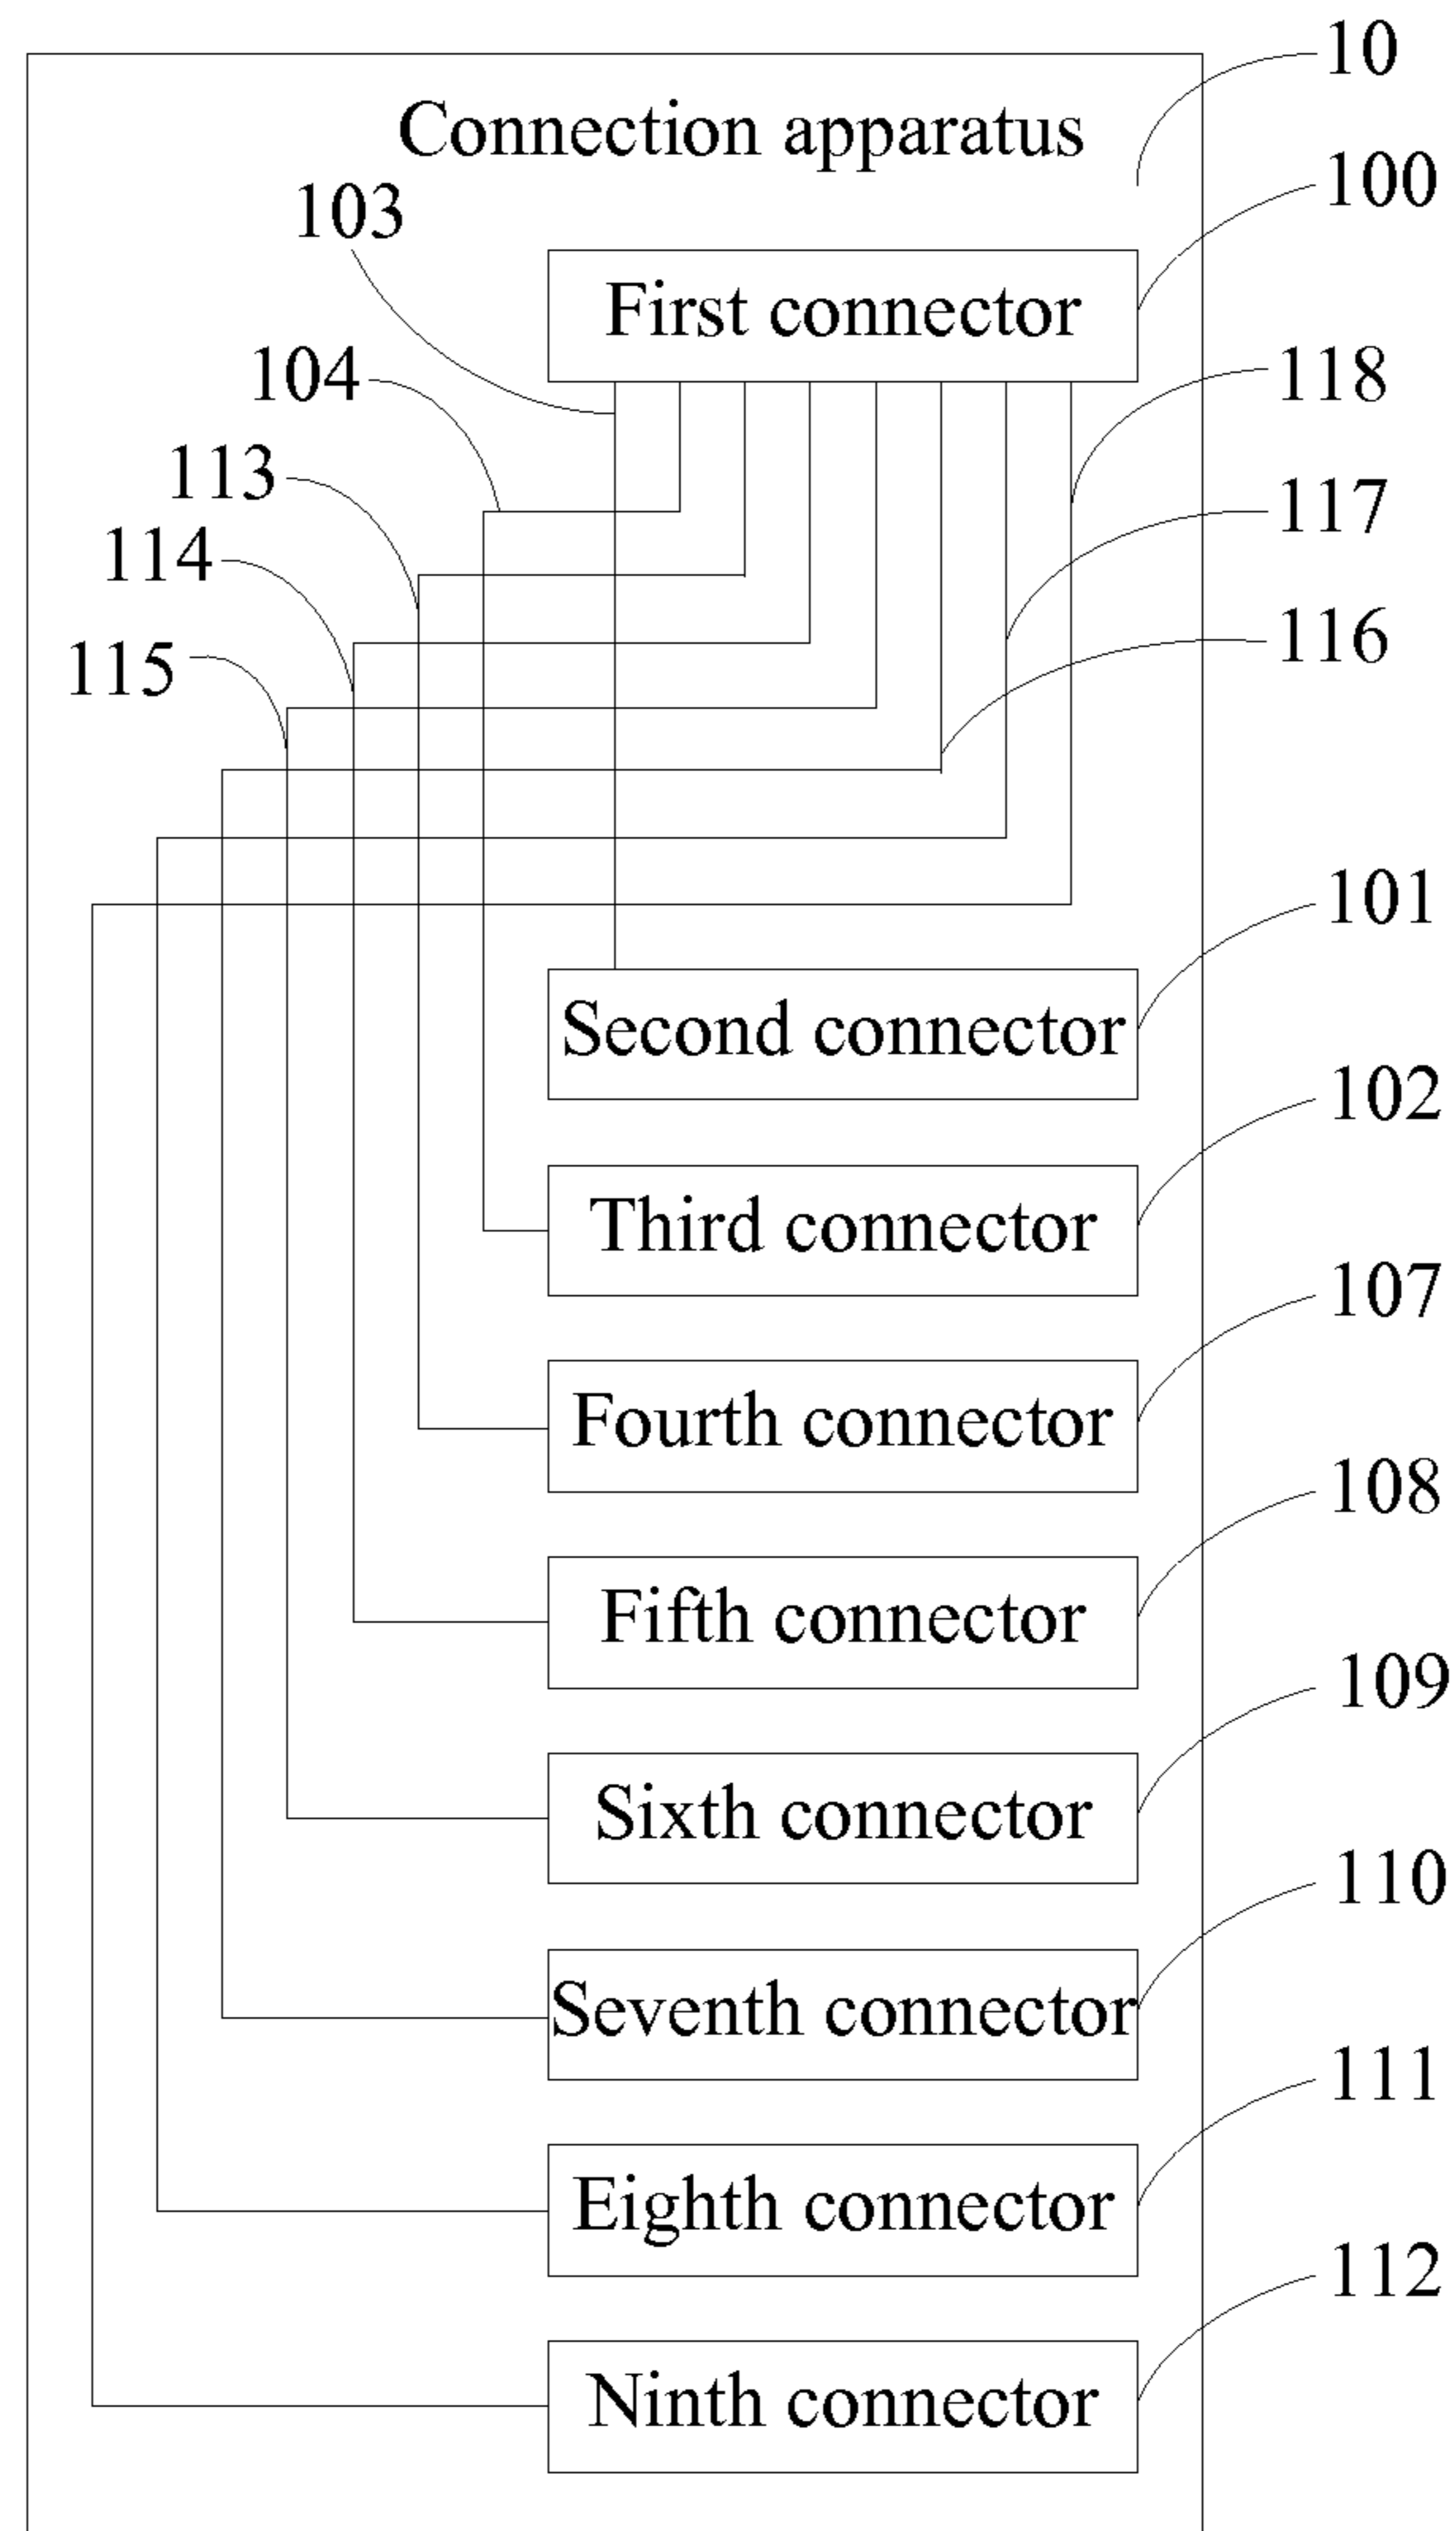 10
Connection apparatus
100
103
First connector
104
118
113
117
114
116
115
101
Second connector
102
Third connector
107
Fourth connector
108
Fifth connector
109
Sixth connector
110
Seventh connector
111
Eighth connector
112
Ninth connector